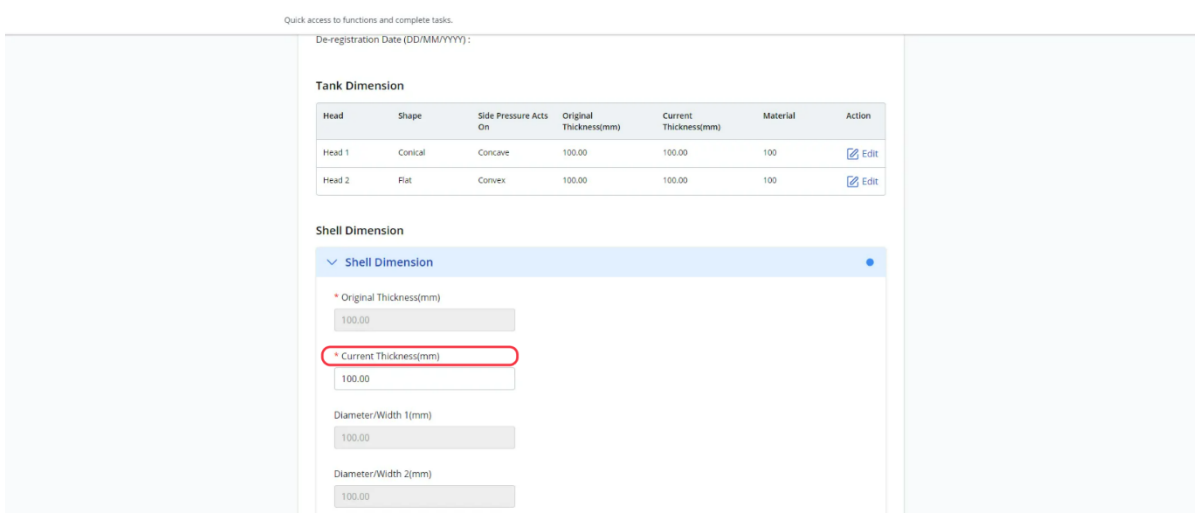 Quick access to functions and complete tasks.
De-registration Date (DD/MM/YYYY) :
Tank Dimension
Head Shape Side Pressure Acts On Original Thickness(mm) Current Thickness(mm) Material Action
Head 1 Conical Concave 100.00 100.00 100 Edit
Head 2 Flat Convex 100.00 100.00 100 Edit
Shell Dimension
Shell Dimension
* Original Thickness(mm)
100.00
* Current Thickness(mm)
100.00
Diameter/Width 1(mm)
100.00
Diameter/Width 2(mm)
100.00